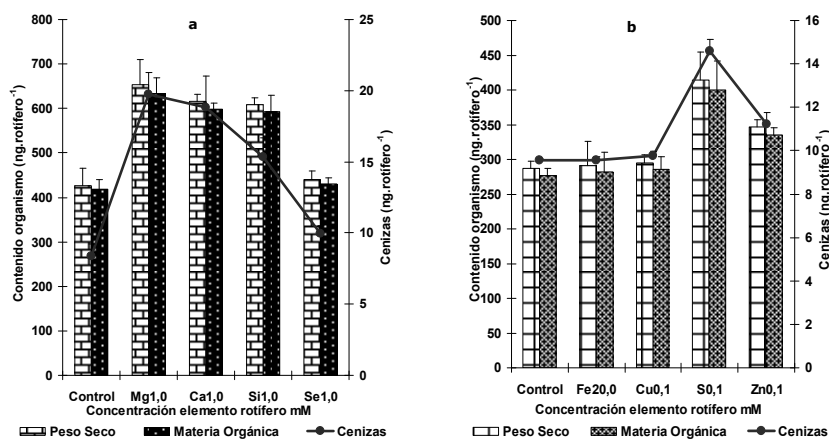 a
Contenido organismo (ng.rotífero-1)
800
700
600
500
400
300
200
100
0
Cenizas (ng.rotífero-1)
25
20
15
10
5
0
Control Mg1,0 Ca1,0 Si1,0 Se1,0
Concentración elemento rotífero mM
Peso Seco Materia Orgánica Cenizas
b
Contenido organismo (ng.rotífero-1)
500
450
400
350
300
250
200
150
100
50
0
Cenizas (ng.rotífero-1)
16
14
12
10
8
6
4
2
0
Control Fe20,0 Cu0,1 S0,1 Zn0,1
Concentración elemento rotífero mM
Peso Seco Materia Orgánica Cenizas